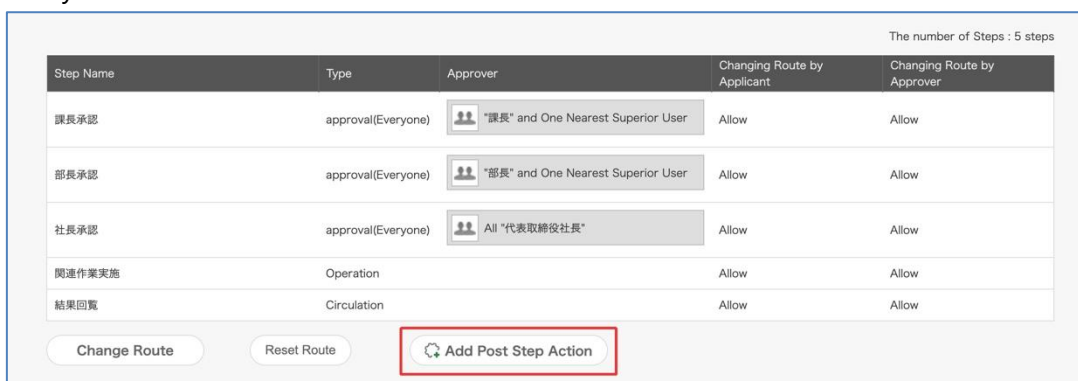 The number of Steps : 5 steps
Step Name Type Approver Changing Route by Applicant Changing Route by Approver
課長承認 approval(Everyone) "課長" and One Nearest Superior User Allow Allow
部長承認 approval(Everyone) "部長" and One Nearest Superior User Allow Allow
社長承認 approval(Everyone) All "代表取締役社長" Allow Allow
関連作業実施 Operation Allow Allow
結果回覧 Circulation Allow Allow
Change Route Reset Route Add Post Step Action